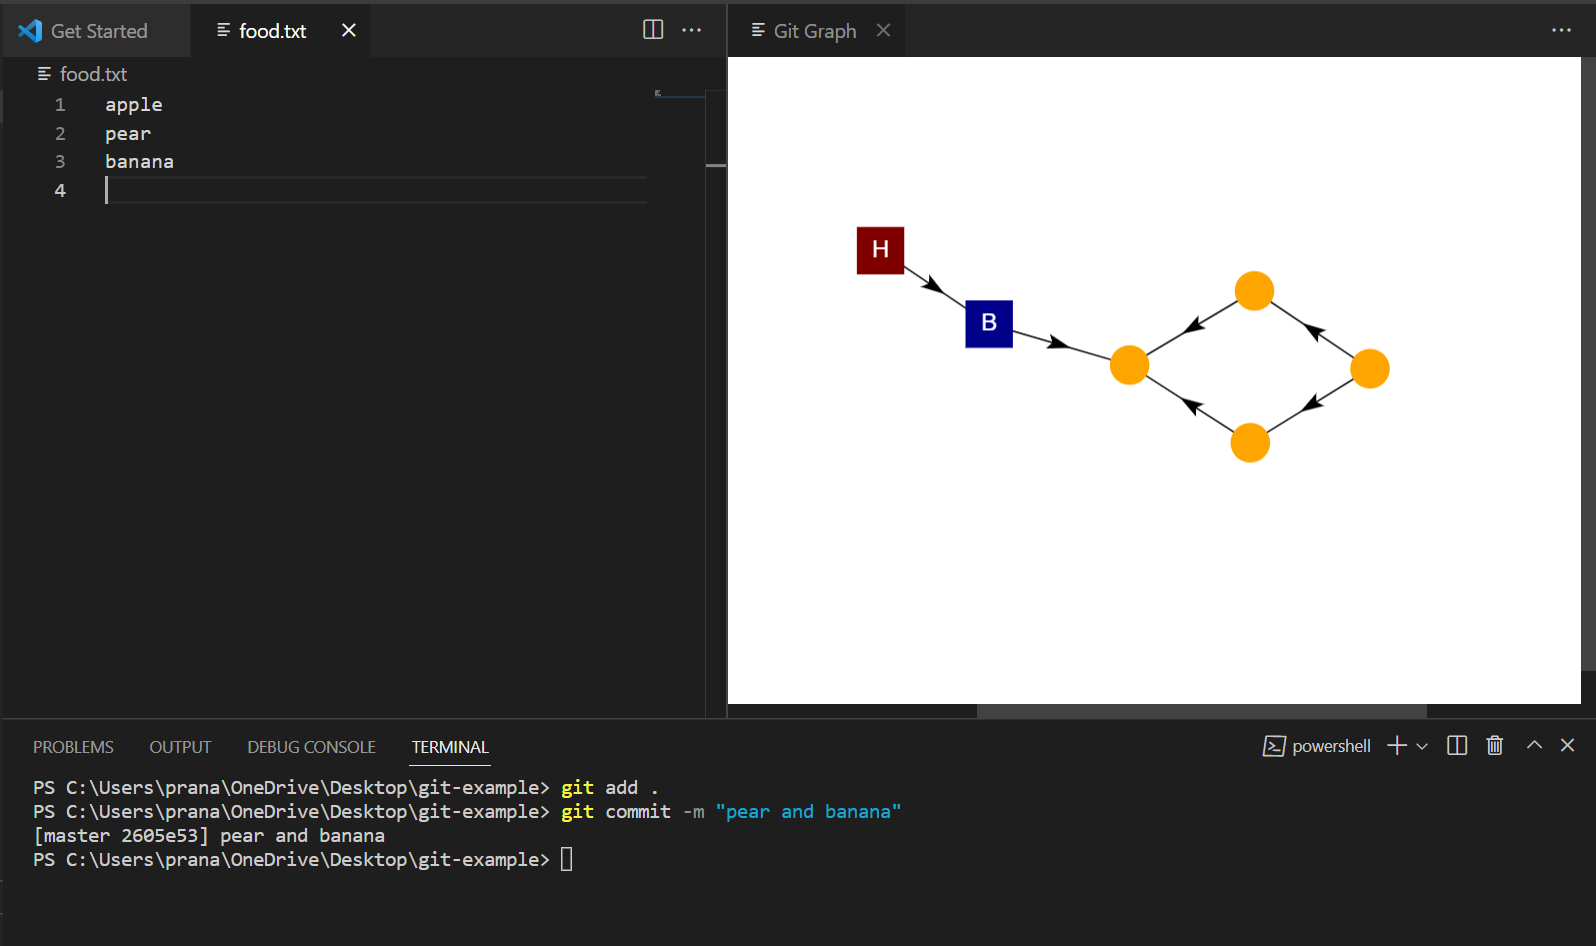 Get Started
food.txt
Git Graph
food.txt
1 apple
2 pear
3 banana
4
H
B
PROBLEMS OUTPUT DEBUG CONSOLE TERMINAL
powershell
PS C:\Users\prana\OneDrive\Desktop\git-example> git add .
PS C:\Users\prana\OneDrive\Desktop\git-example> git commit -m "pear and banana"
[master 2605e53] pear and banana
PS C:\Users\prana\OneDrive\Desktop\git-example>